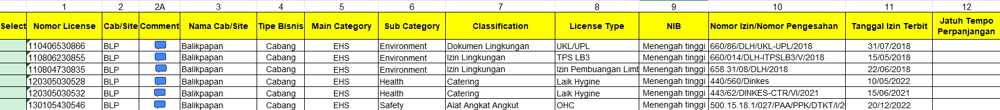 1 2 2A 3 4 5 6 7 8 9 10 11 12
Select Nomor License Cab/Site Comment Nama Cab/Site Tipe Bisnis Main Category Sub Category Classification License Type NIB Nomor Izin/Nomor Pengesahan Tanggal Izin Terbit Jatuh Tempo Perpanjangan
110406530866 BLP Balikpapan Cabang EHS Environment Dokumen Lingkungan UKL/UPL Menengah tinggi 660/86/DLH/UKL-UPL/2018 31/07/2018
110806230855 BLP Balikpapan Cabang EHS Environment Izin Lingkungan TPS LB3 Menengah tinggi 660/014/DLH-ITPSLB3/V/2018 15/05/2018
110804730835 BLP Balikpapan Cabang EHS Environment Izin Lingkungan Izin Pembuangan Limb Menengah tinggi 658.31/08/DLH/2018 22/06/2018
120305030528 BLP Balikpapan Cabang EHS Health Catering Laik Hygine Menengah tinggi 440/560/Dinkes 10/05/2022
120305030532 BLP Balikpapan Cabang EHS Health Catering Laik Hygine Menengah tinggi 443/62/DINKES-CTR/VI/2021 15/06/2021
130105430546 BLP Balikpapan Cabang EHS Safety Alat Angkat Angkut OHC Menengah tinggi 500.15.18.1/027/PAA/PPK/DTKT/I/2 20/12/2022